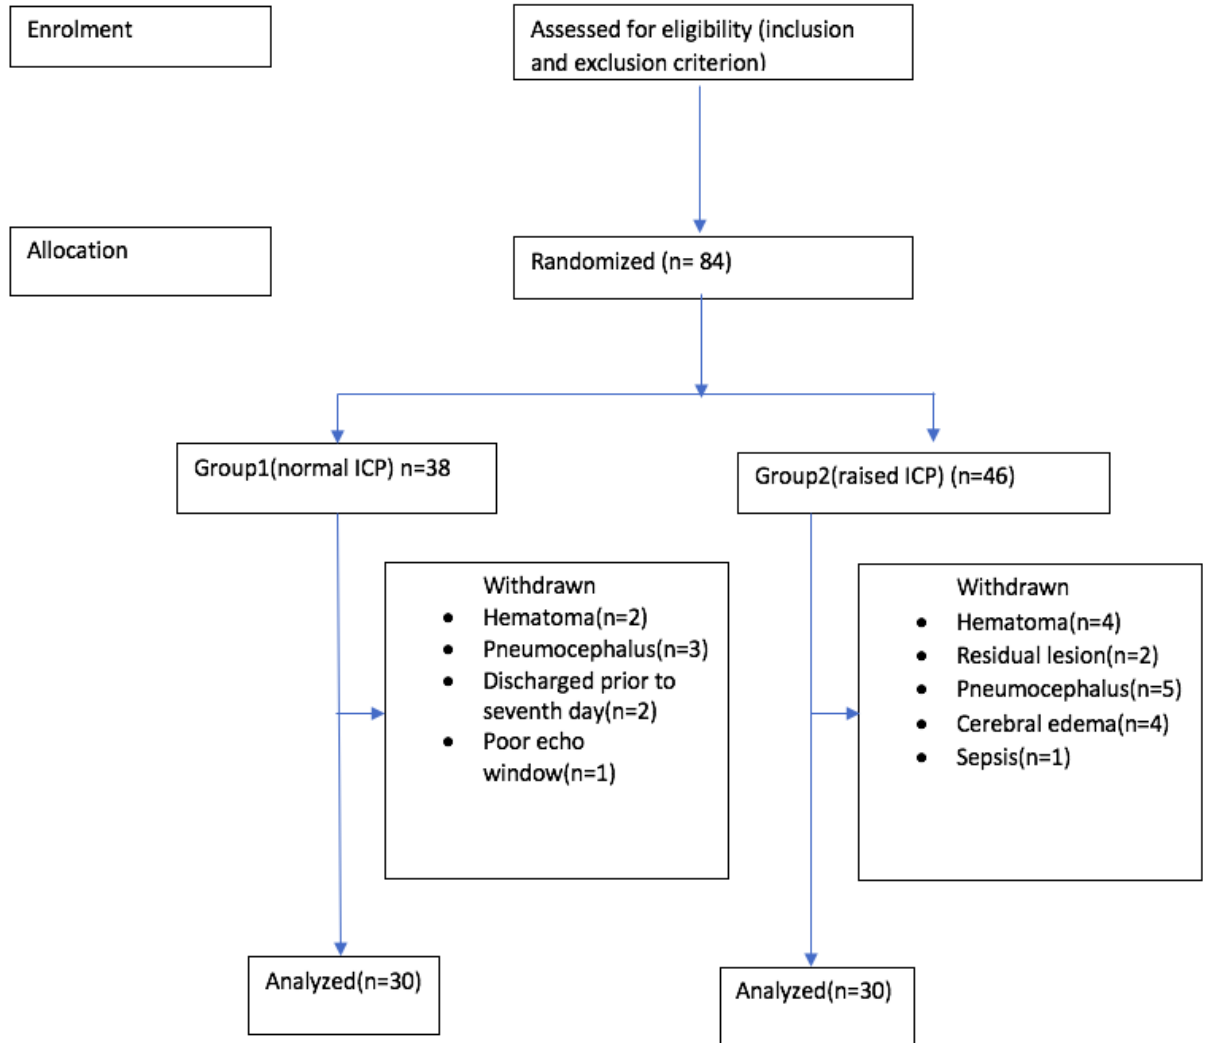 Enrolment
Assessed for eligibility (inclusion
and exclusion criterion)
Allocation
Randomized (n= 84)
Group1(normal ICP) n=38
Group2(raised ICP) (n=46)
Withdrawn
● Hematoma(n=2)
● Pneumocephalus(n=3)
● Discharged prior to
seventh day(n=2)
● Poor echo
window(n=1)
Withdrawn
● Hematoma(n=4)
● Residual lesion(n=2)
● Pneumocephalus(n=5)
● Cerebral edema(n=4)
● Sepsis(n=1)
Analyzed(n=30)
Analyzed(n=30)